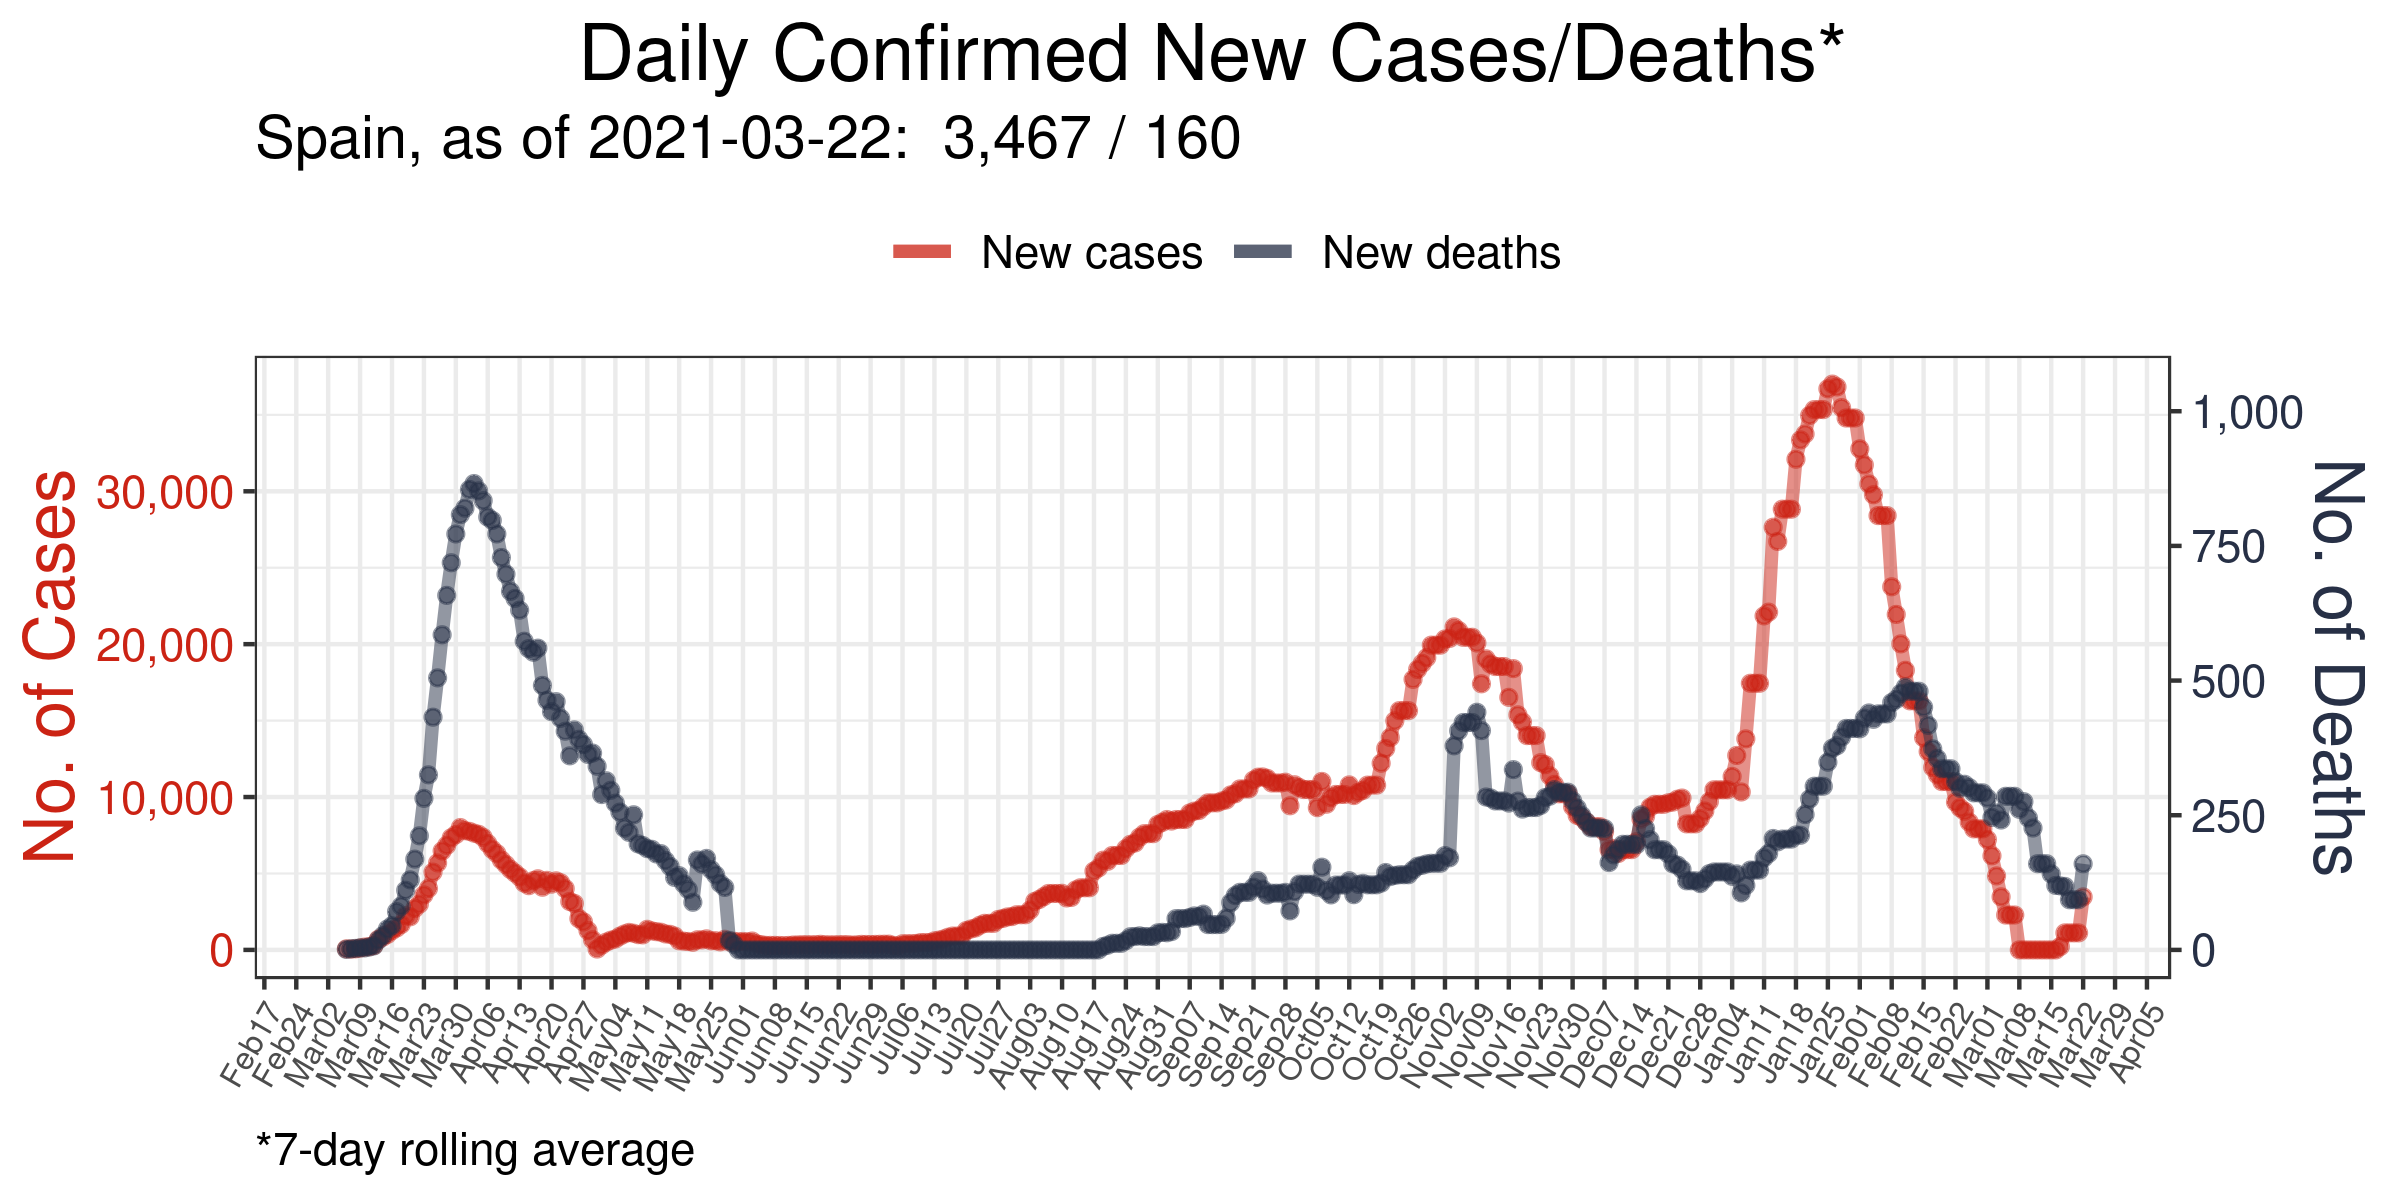 Daily Confirmed New Cases/Deaths*
Spain, as of 2021-03-22:  3,467 / 160
New cases
New deaths
No. of Cases
30,000
20,000
10,000
0
1,000
750
500
250
0
No. of Deaths
Feb17
Feb24
Mar02
Mar09
Mar16
Mar23
Mar30
Apr06
Apr13
Apr20
Apr27
May04
May11
May18
May25
Jun01
Jun08
Jun15
Jun22
Jun29
Jul06
Jul13
Jul20
Jul27
Aug03
Aug10
Aug17
Aug24
Aug31
Sep07
Sep14
Sep21
Sep28
Oct05
Oct12
Oct19
Oct26
Nov02
Nov09
Nov16
Nov23
Nov30
Dec07
Dec14
Dec21
Dec28
Jan04
Jan11
Jan18
Jan25
Feb01
Feb08
Feb15
Feb22
Mar01
Mar08
Mar15
Mar22
Mar29
Apr05
*7-day rolling average